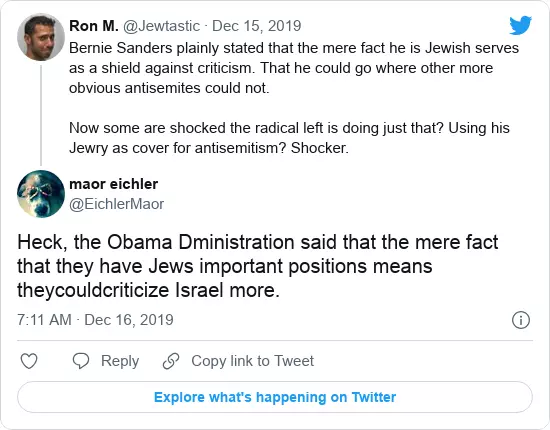 Ron M. @Jewtastic · Dec 15, 2019
Bernie Sanders plainly stated that the mere fact he is Jewish serves
as a shield against criticism. That he could go where other more
obvious antisemites could not.
Now some are shocked the radical left is doing just that? Using his
Jewry as cover for antisemitism? Shocker.
maor eichler
@EichlerMaor
Heck, the Obama Dministration said that the mere fact
that they have Jews important positions means
theycouldcriticize Israel more.
7:11 AM · Dec 16, 2019
Reply Copy link to Tweet
Explore what's happening on Twitter